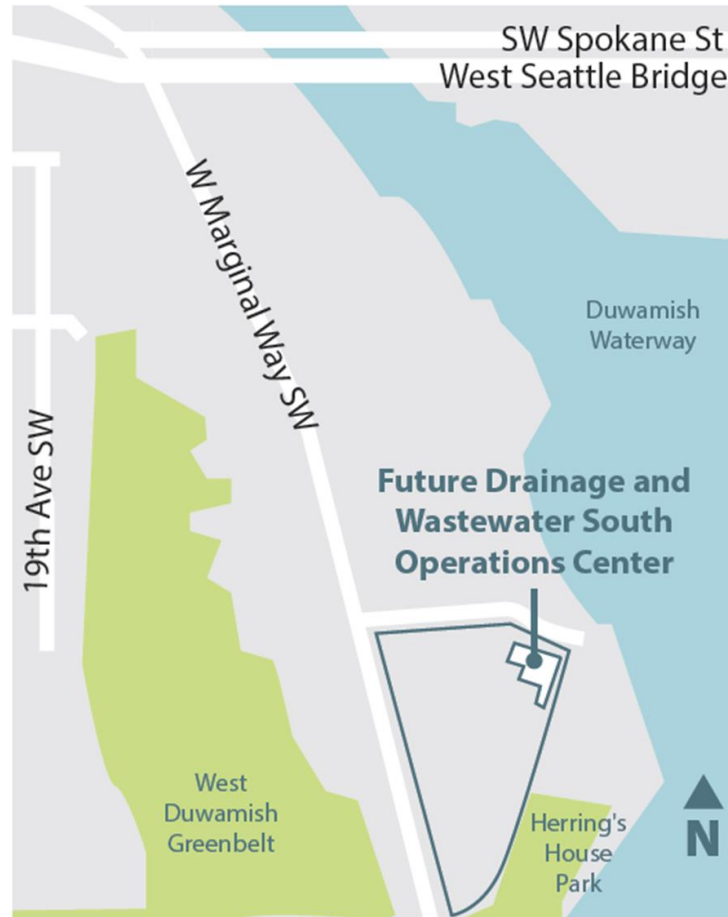 SW Spokane St
West Seattle Bridge
W Marginal Way SW
Duwamish
Waterway
19th Ave SW
Future Drainage and
Wastewater South
Operations Center
West
Duwamish
Greenbelt
Herring's
House
Park
N